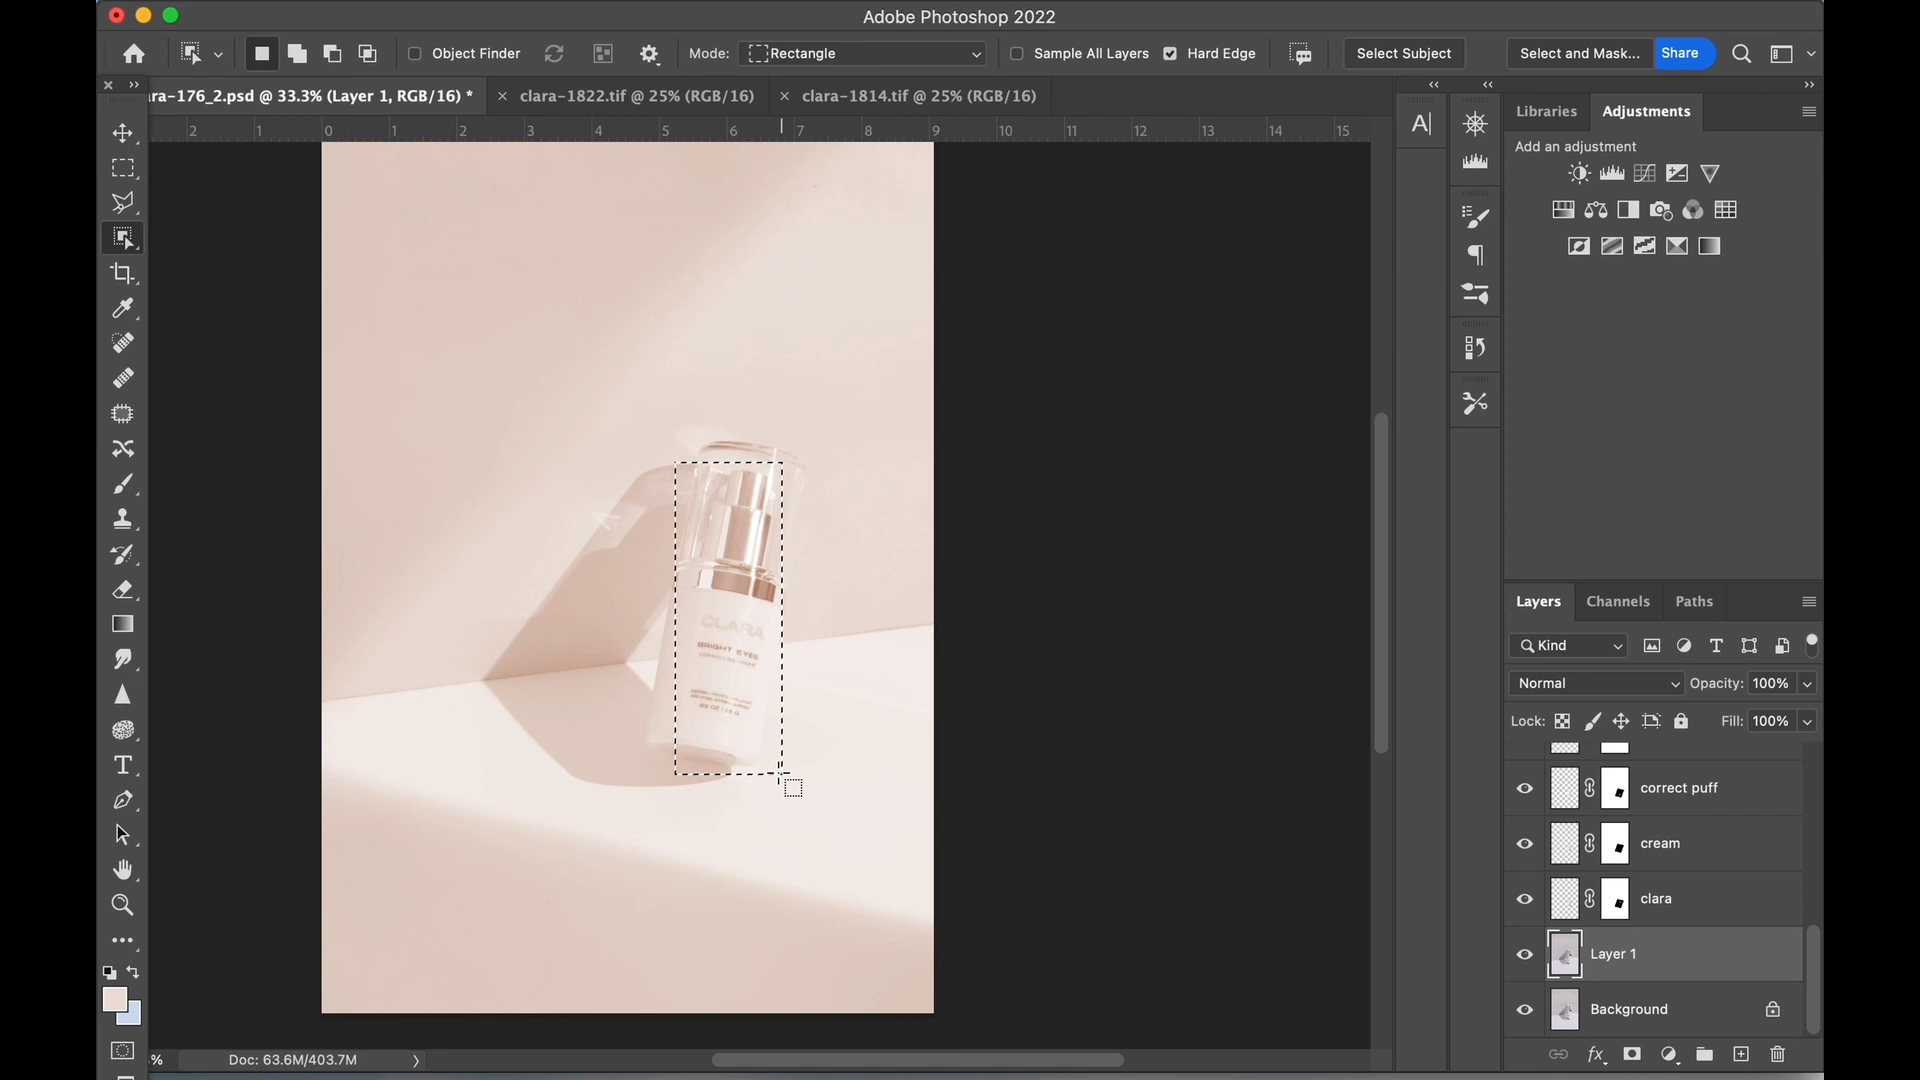 Adobe Photoshop 2022
Object Finder
Mode: Rectangle
Sample All Layers
Hard Edge
Select Subject
Select and Mask...
Share
ra-176_2.psd @ 33.3% (Layer 1, RGB/16) *
clara-1822.tif @ 25% (RGB/16)
clara-1814.tif @ 25% (RGB/16)
2 1 0 1 2 3 4 5 6 7 8 9 10 11 12 13 14 15
Libraries
Adjustments
Add an adjustment
CLARA
BRIGHT EYES
Layers
Channels
Paths
Kind
Normal
Opacity: 100%
Lock:
Fill: 100%
correct puff
cream
clara
Layer 1
Background
%
Doc: 63.6M/403.7M